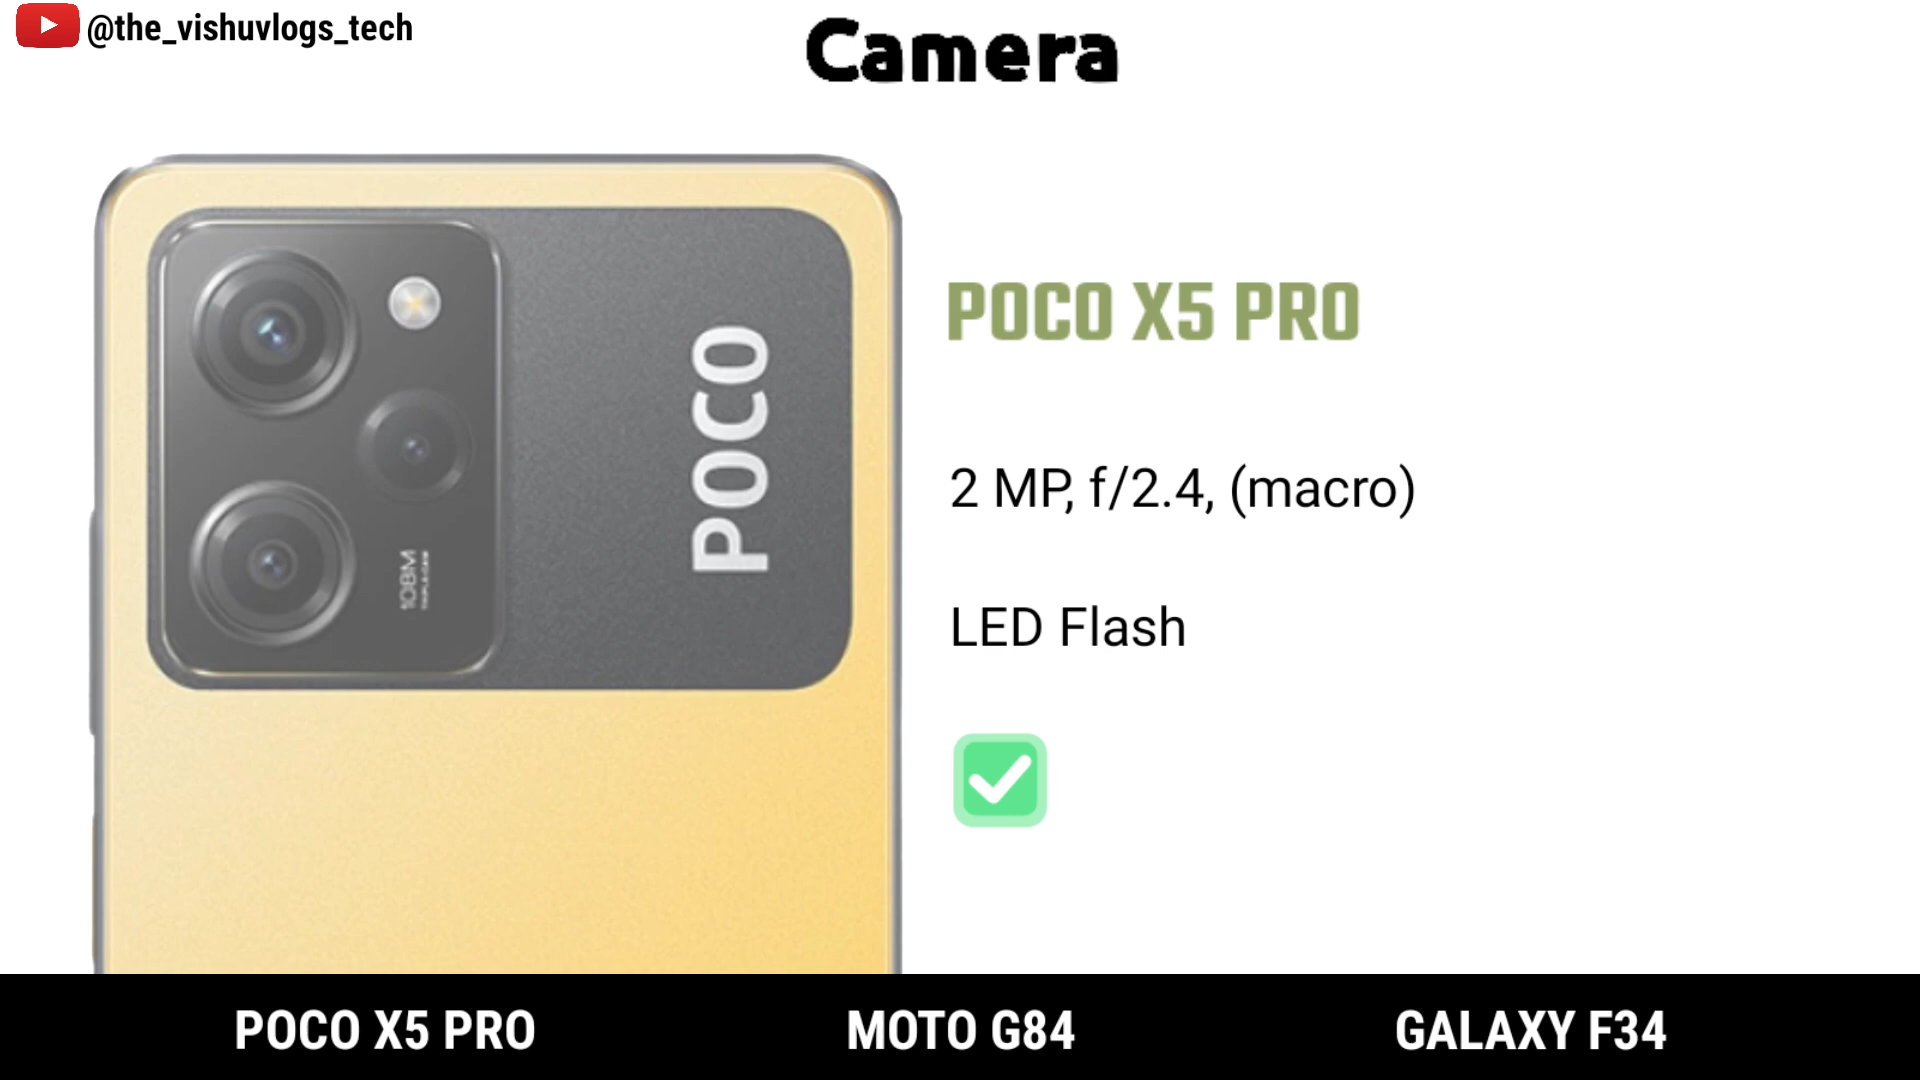 @the_vishuvlogs_tech
Camera
POCO
108M
POCO X5 PRO
2 MP, f/2.4, (macro)
LED Flash
POCO X5 PRO
MOTO G84
GALAXY F34